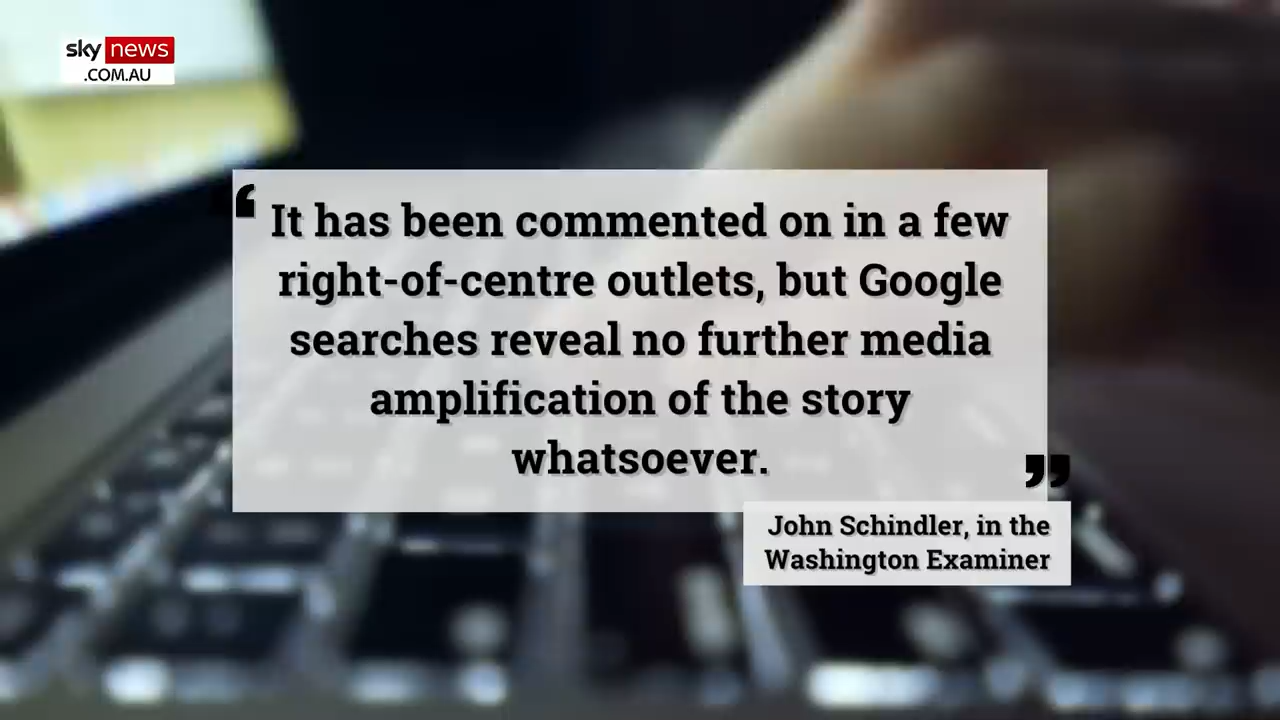 sky news
.COM.AU
“ It has been commented on in a few
right-of-centre outlets, but Google
searches reveal no further media
amplification of the story
whatsoever. ”
John Schindler, in the
Washington Examiner